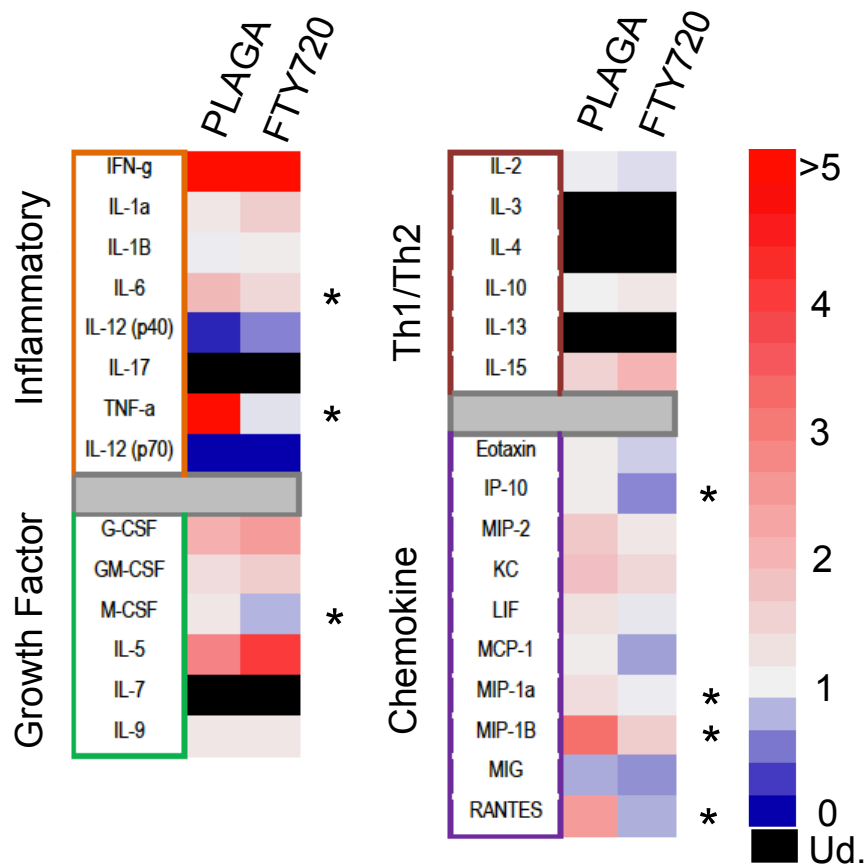 PLAGA
FTY720
Inflammatory
IFN-g
IL-1a
IL-1B
IL-6
*
IL-12 (p40)
IL-17
TNF-a
*
IL-12 (p70)
Growth Factor
G-CSF
GM-CSF
M-CSF
*
IL-5
IL-7
IL-9
PLAGA
FTY720
Th1/Th2
IL-2
IL-3
IL-4
IL-10
IL-13
IL-15
Chemokine
Eotaxin
IP-10
*
MIP-2
KC
LIF
MCP-1
MIP-1a
*
MIP-1B
*
MIG
RANTES
*
>5
4
3
2
1
0
Ud.